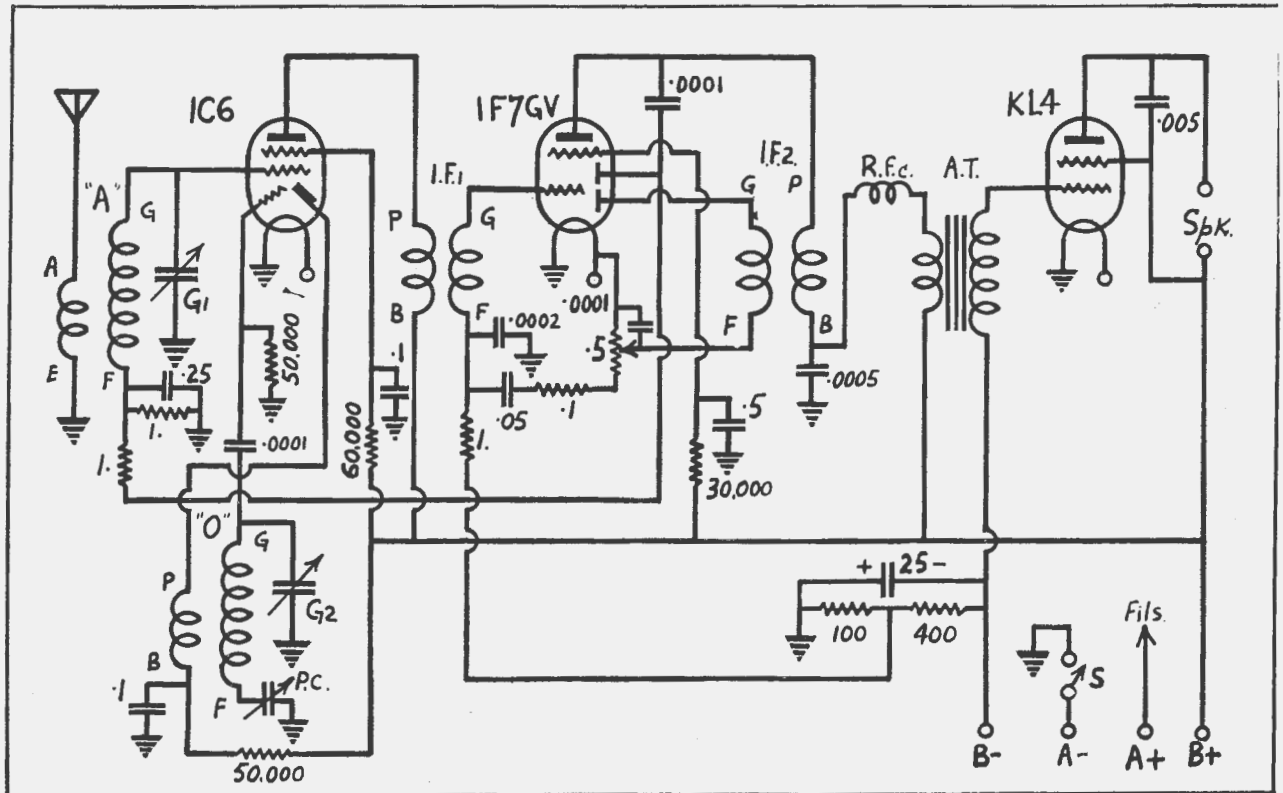 1C6
1F7GV
KL4
·0001
·005
"A"
G
A
G1
E
F
·25
1.
1.
50,000
·0001
60,000
·1
P
B
I.F.1
G
F
·0002
·05
·1
1.
·0001
·5
·5
30,000
I.F.2.
G
P
F
B
·0005
R.F.c.
A.T.
Spk.
"O"
G
P
G2
B
·1
F
P.C.
50.000
+ 25 -
100
400
Fils.
S
B-
A-
A+
B+